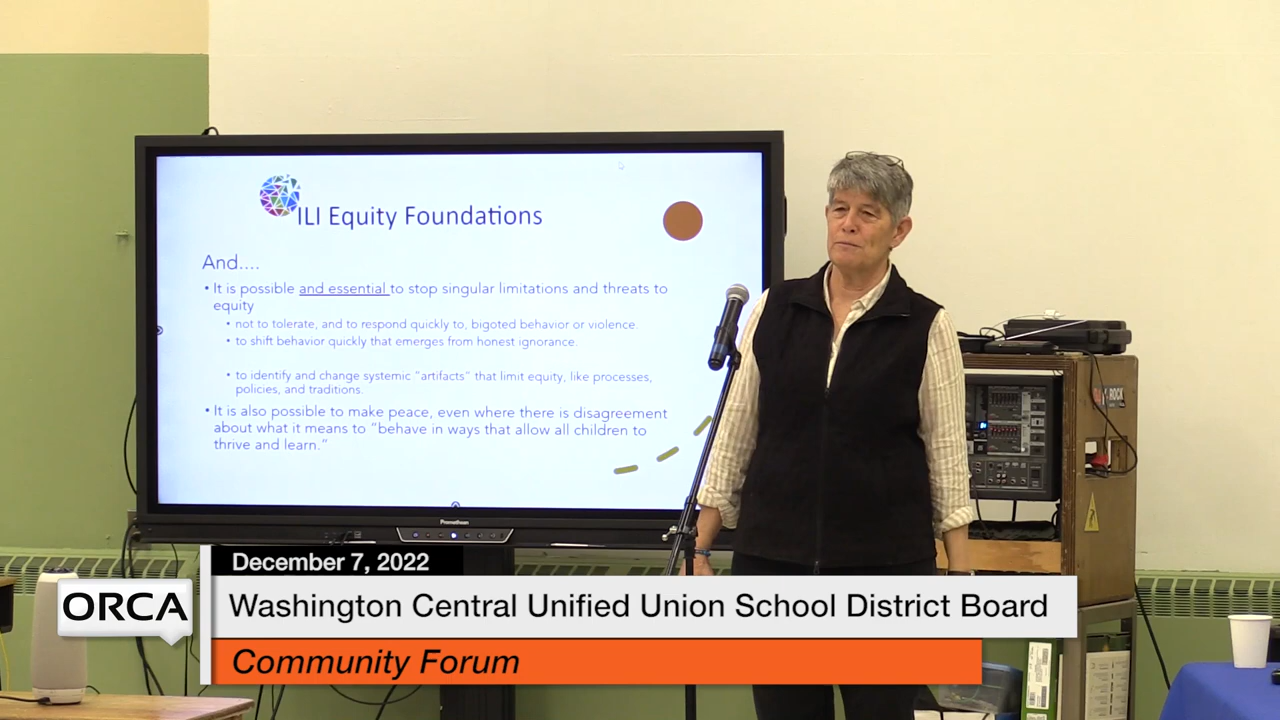 ILI Equity Foundations
And....
• It is possible and essential to stop singular limitations and threats to
equity
• not to tolerate, and to respond quickly to, bigoted behavior or violence.
• to shift behavior quickly that emerges from honest ignorance.
• to identify and change systemic “artifacts” that limit equity, like processes,
policies, and traditions.
• It is also possible to make peace, even where there is disagreement
about what it means to “behave in ways that allow all children to
thrive and learn.”
Promethean
ROCK
December 7, 2022
ORCA
Washington Central Unified Union School District Board
Community Forum